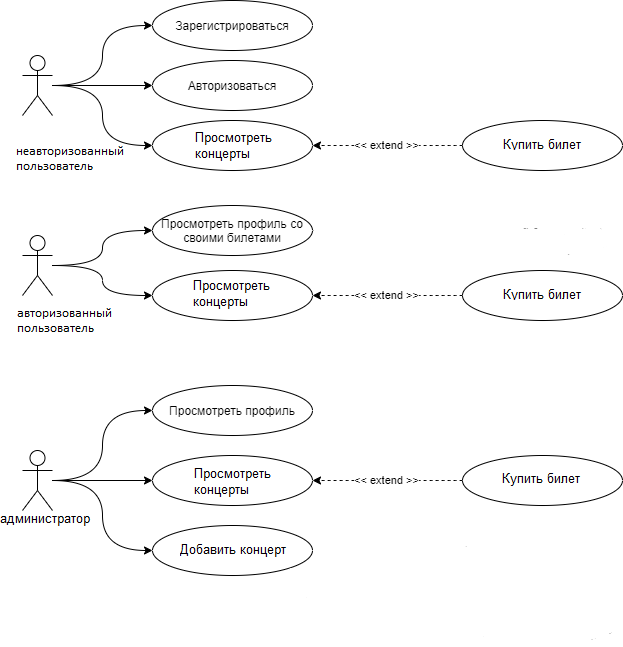 Зарегистрироваться
Авторизоваться
Просмотреть
концерты
<< extend >>
Купить билет
неавторизованный
пользователь
Просмотреть профиль со
своими билетами
Просмотреть
концерты
<< extend >>
Купить билет
авторизованный
пользователь
Просмотреть профиль
Просмотреть
концерты
<< extend >>
Купить билет
администратор
Добавить концерт